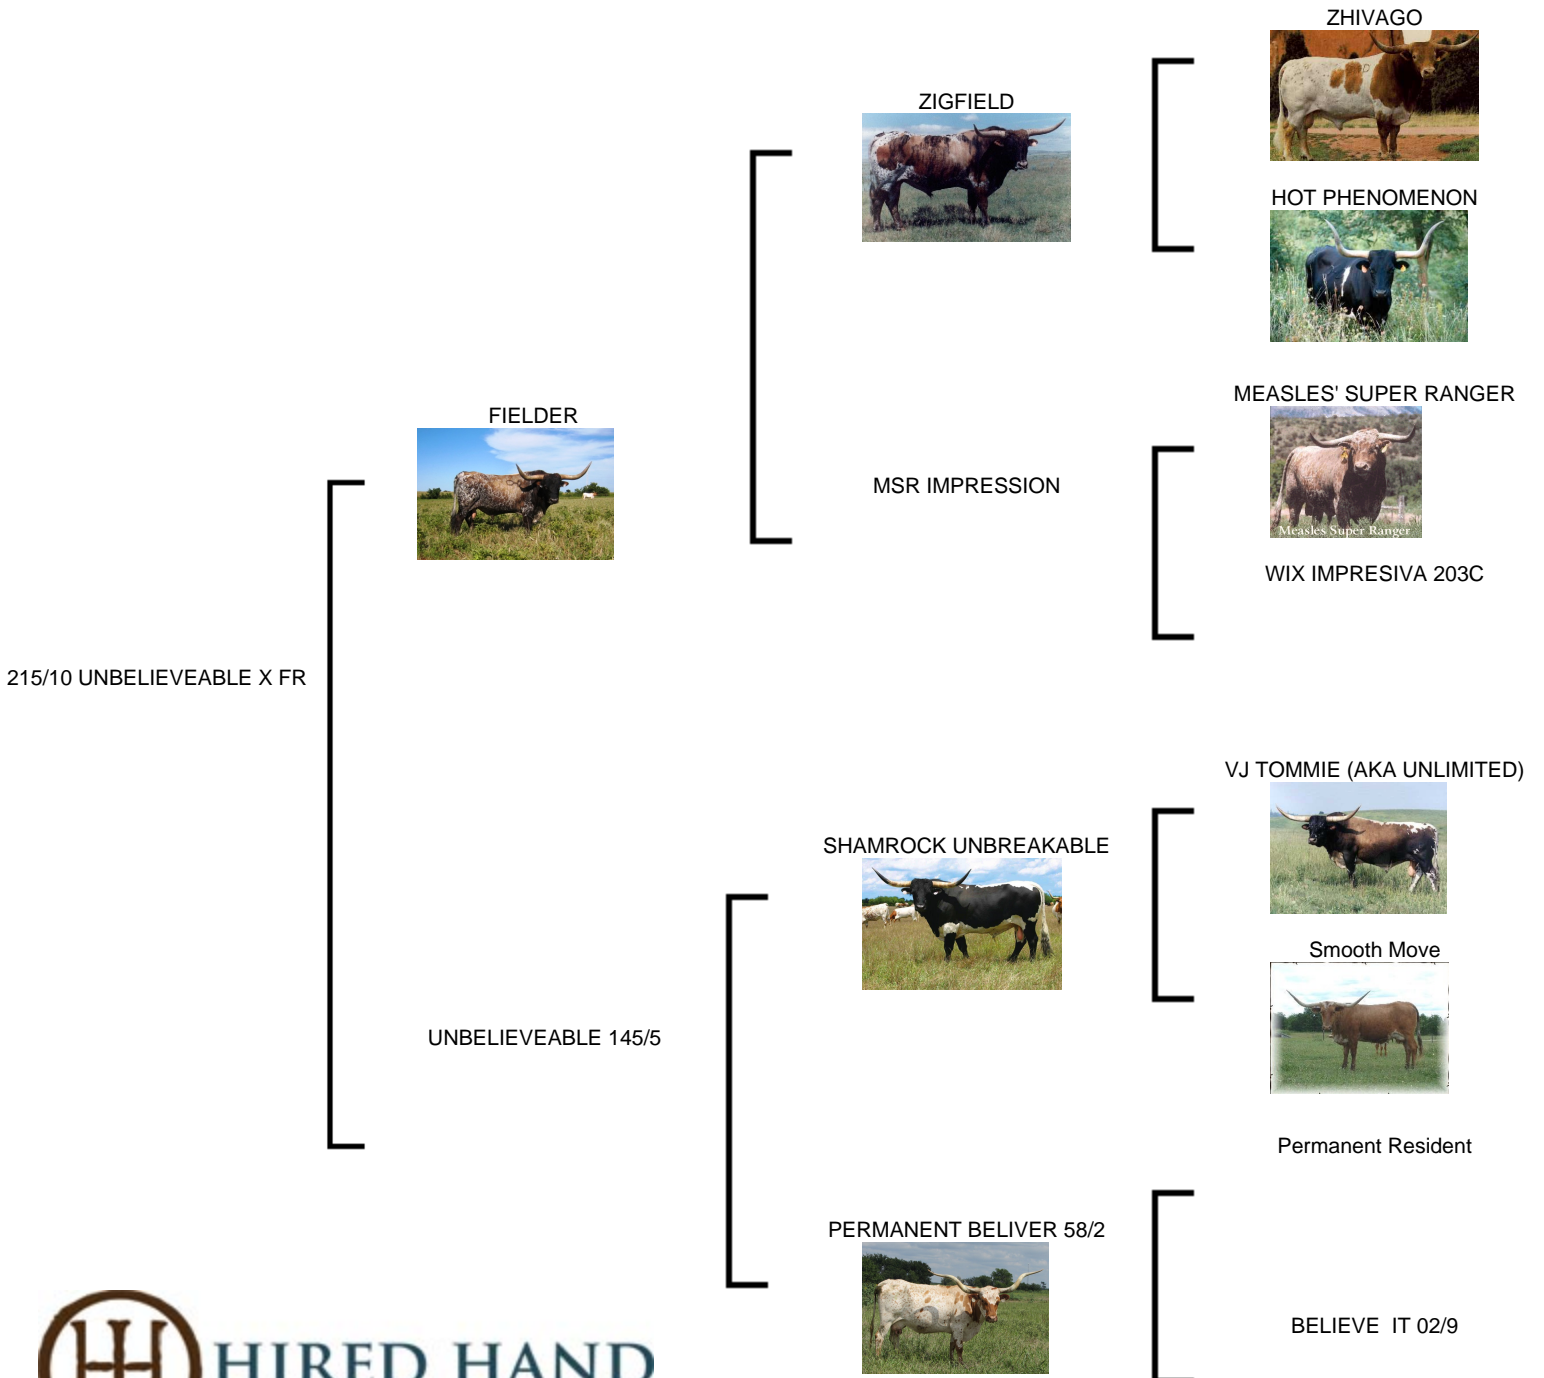 ZHIVAGO
ZIGFIELD
HOT PHENOMENON
MEASLES' SUPER RANGER
FIELDER
MSR IMPRESSION
Measles Super Ranger
WIX IMPRESIVA 203C
215/10 UNBELIEVEABLE X FR
VJ TOMMIE (AKA UNLIMITED)
SHAMROCK UNBREAKABLE
Smooth Move
UNBELIEVEABLE 145/5
Permanent Resident
PERMANENT BELIVER 58/2
BELIEVE  IT 02/9
HIRED HAND